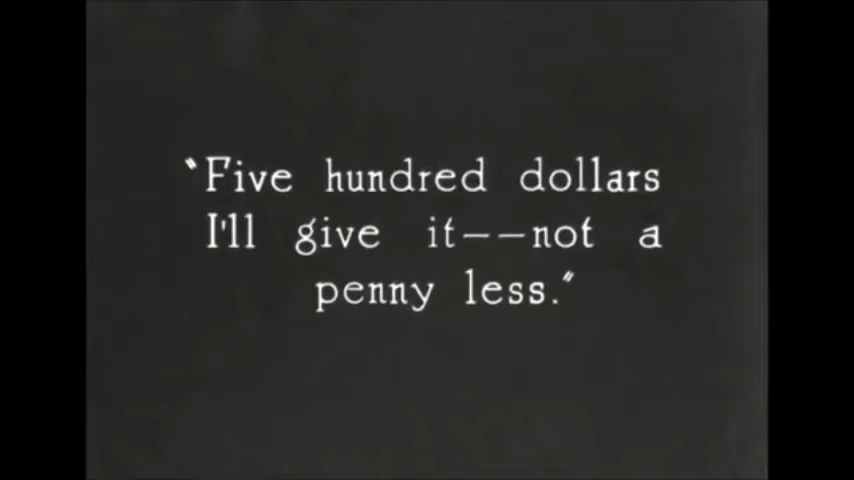 "Five hundred dollars
I'll give it--not a
penny less."